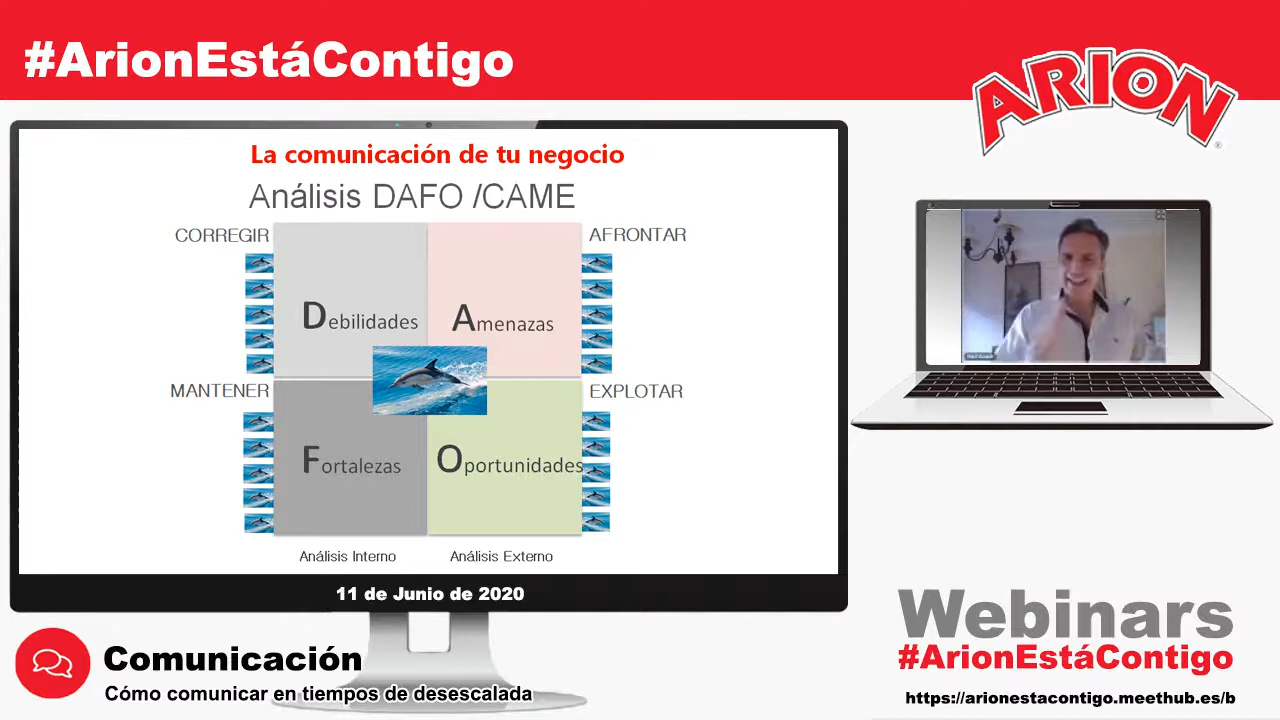 #ArionEstáContigo
ARION
La comunicación de tu negocio
Análisis DAFO /CAME
CORREGIR
AFRONTAR
Debilidades
Amenazas
MANTENER
EXPLOTAR
Fortalezas
Oportunidades
Análisis Interno
Análisis Externo
11 de Junio de 2020
Comunicación
Cómo comunicar en tiempos de desescalada
Webinars
#ArionEstáContigo
https://arionestacontigo.meethub.es/b